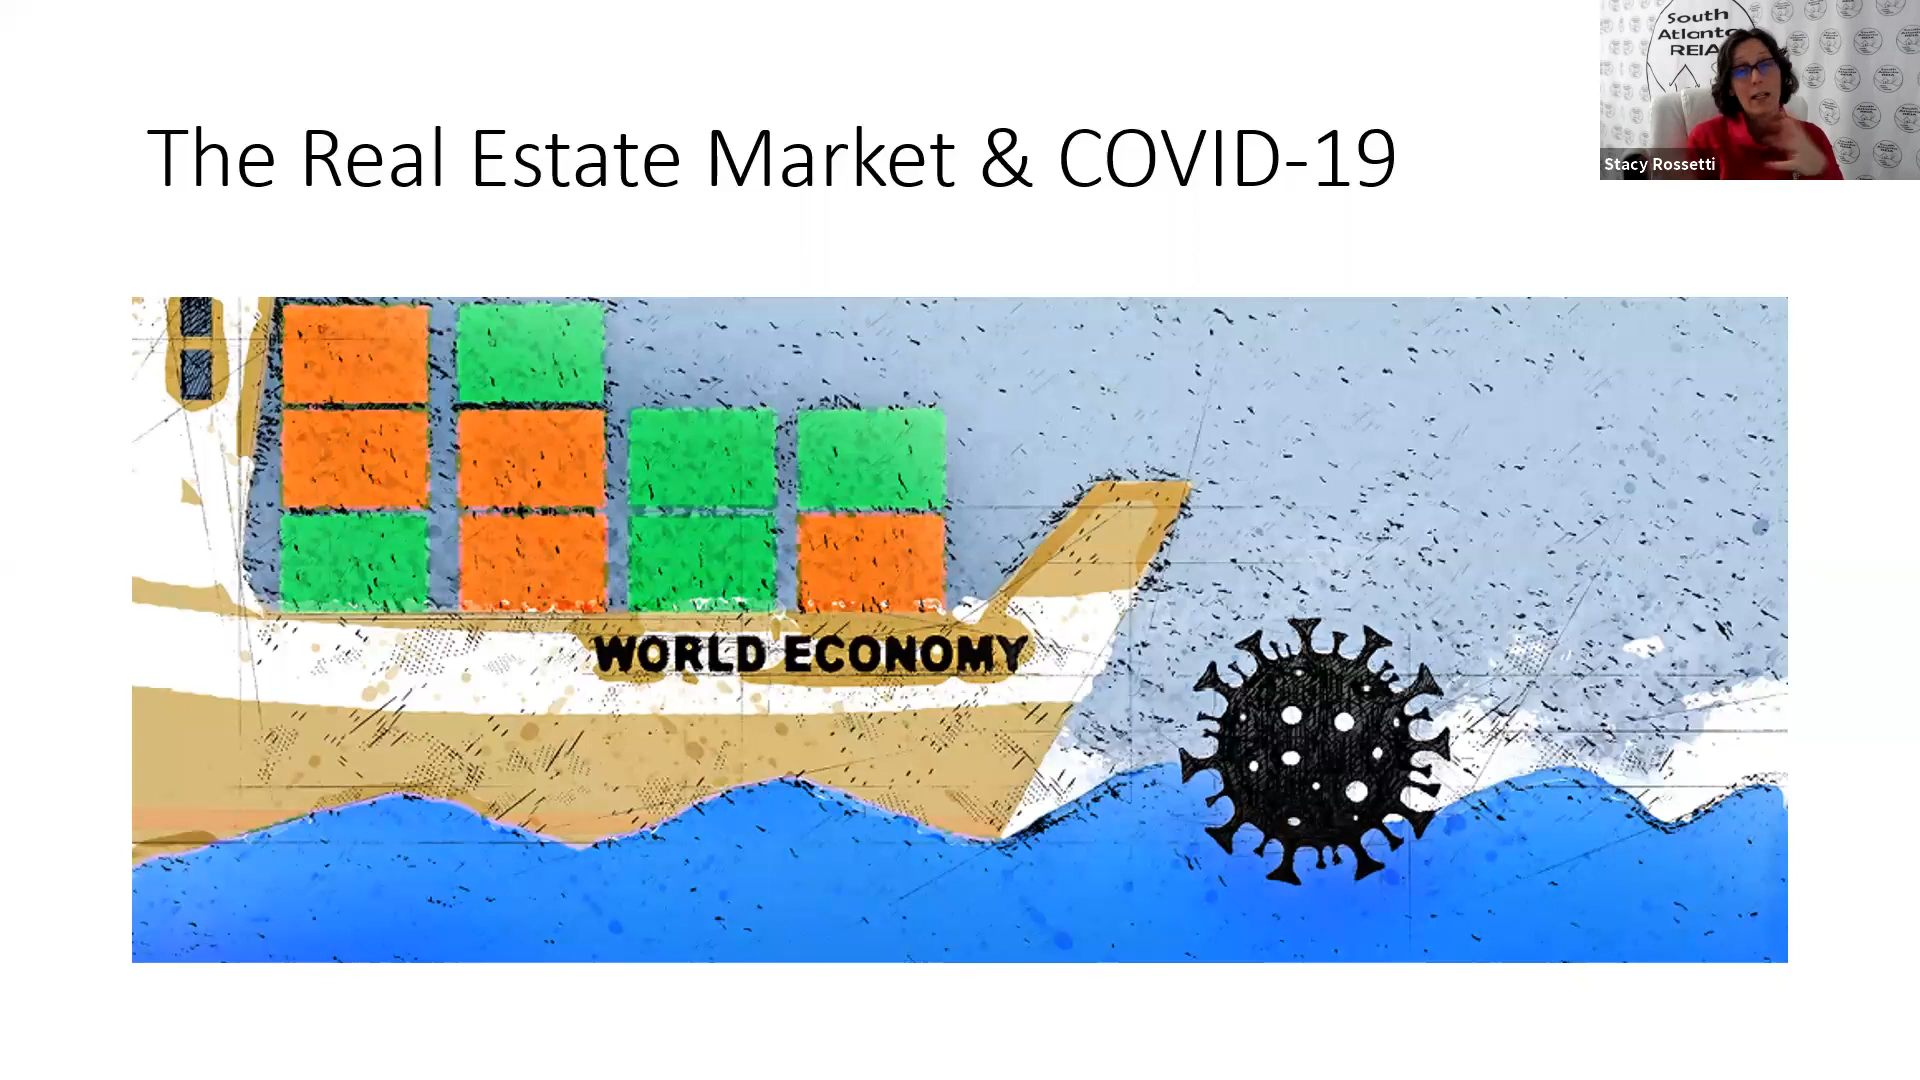 The Real Estate Market & COVID-19
South
Atlanta
REIA
Stacy Rossetti
WORLD ECONOMY